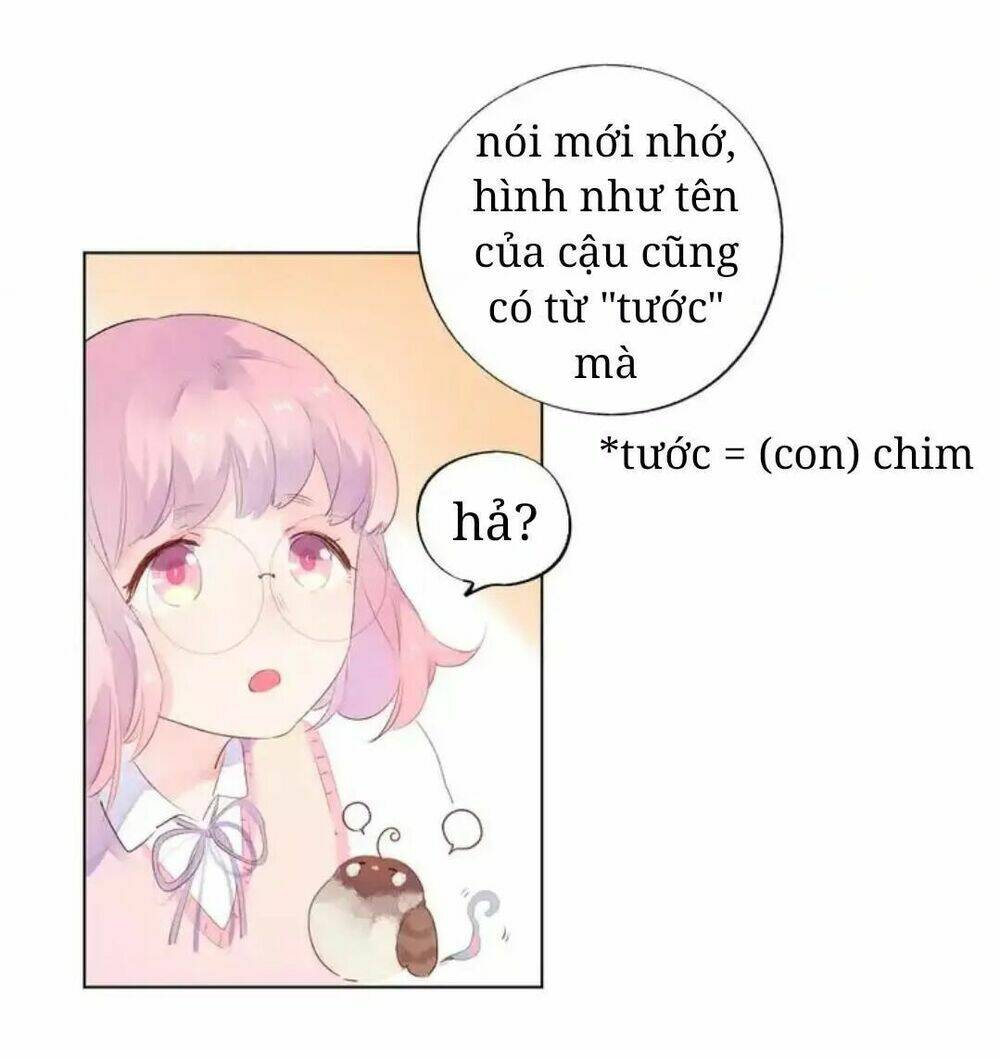 nói mới nhớ,
hình như tên
của cậu cũng
có từ "tước"
mà
*tước = (con) chim
hả?